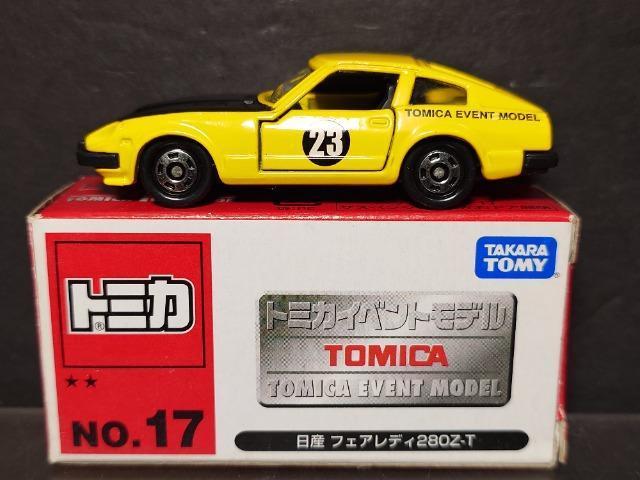 23
TOMICA EVENT MODEL
TAKARA
TOMY
トミカ
®
★★
NO.17
トミカイベントモデル
TOMICA
TOMICA EVENT MODEL
日産 フェアレディ280Z-T